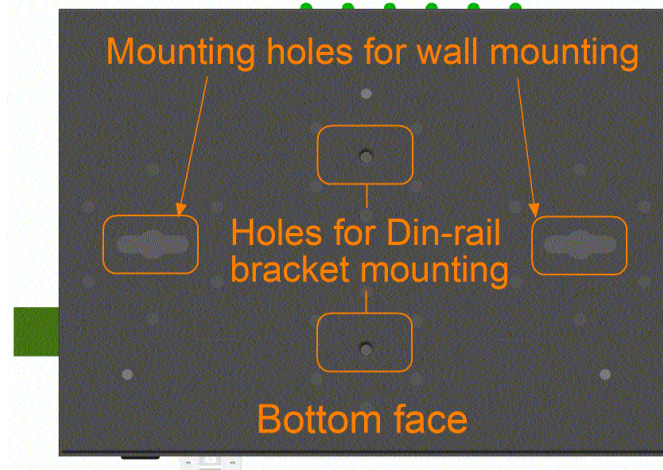 Mounting holes for wall mounting
Holes for Din-rail
bracket mounting
Bottom face